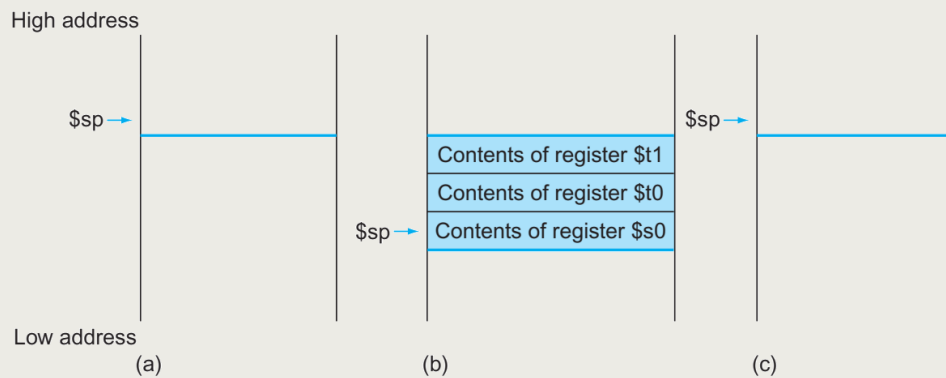 High address
$sp
$sp
Contents of register $t1
Contents of register $t0
$sp
Contents of register $s0
Low address
(a)
(b)
(c)